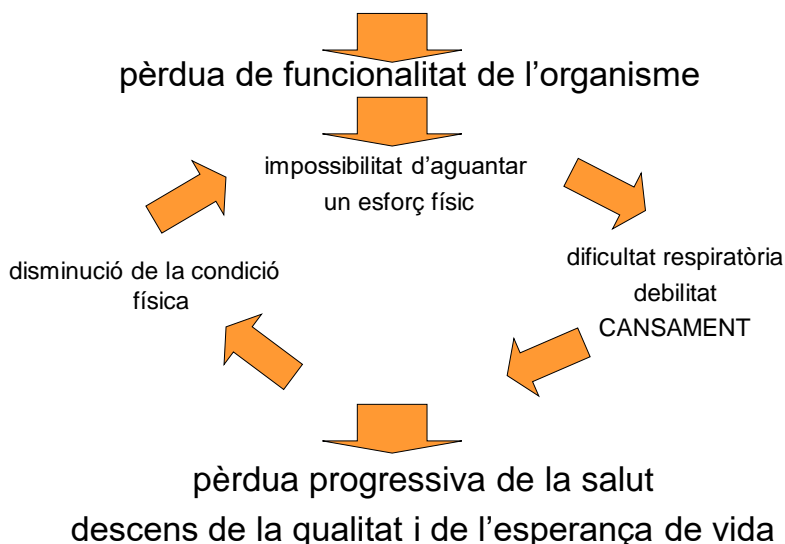 pèrdua de funcionalitat de l’organisme
impossibilitat d’aguantar
un esforç físic
dificultat respiratòria
debilitat
CANSAMENT
disminució de la condició
física
pèrdua progressiva de la salut
descens de la qualitat i de l’esperança de vida